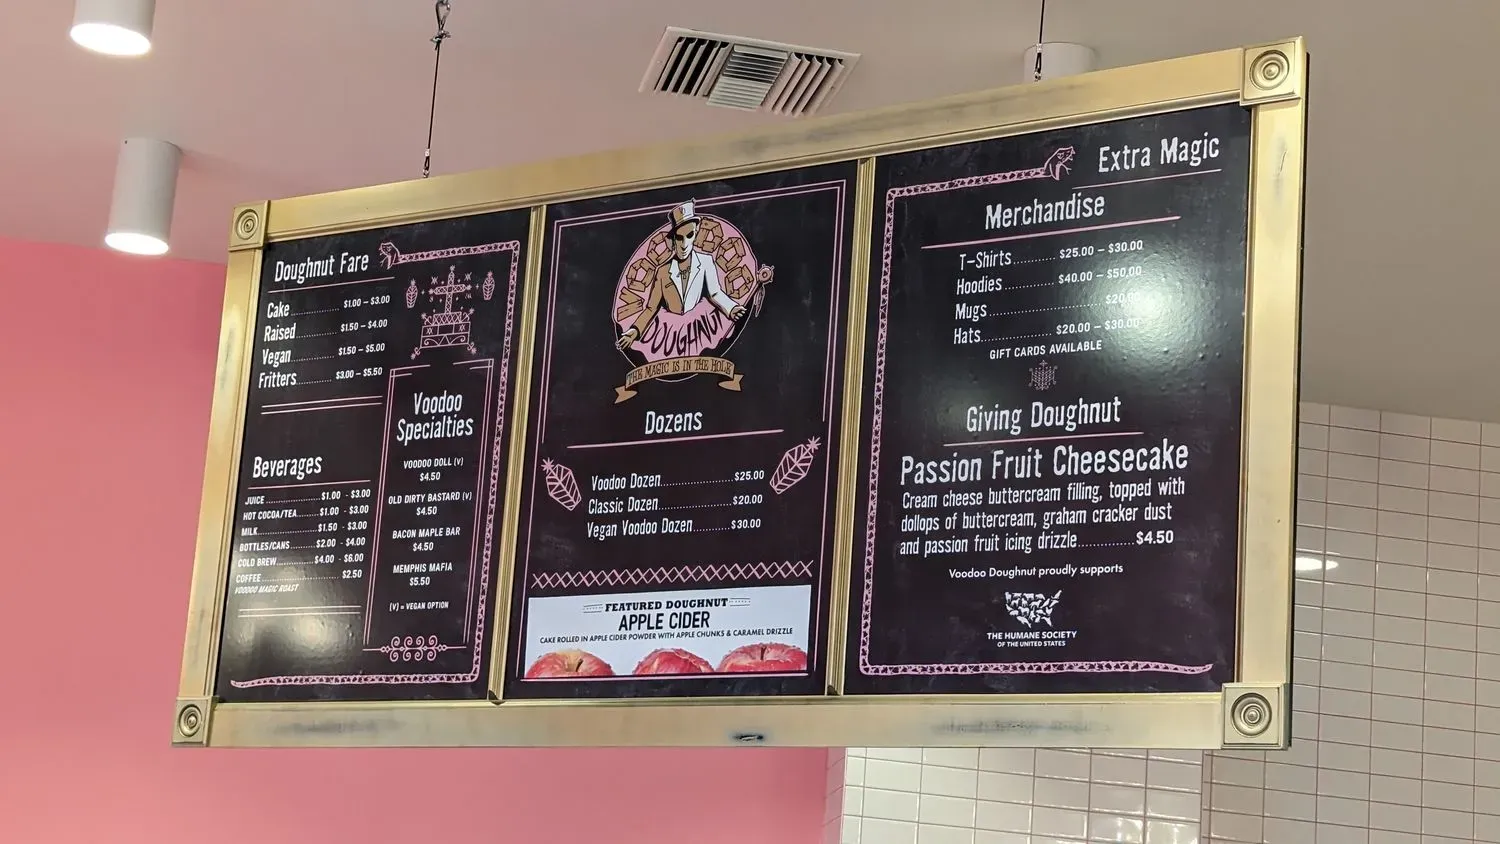 Doughnut Fare
Cake............$1.00 – $3.00
Raised............$1.50 – $4.00
Vegan............$1.50 – $5.00
Fritters............$3.00 – $5.50
Beverages
JUICE............$1.00 - $3.00
HOT COCOA/TEA............$1.00 - $3.00
MILK............$1.50 - $3.00
BOTTLES/CANS............$2.00 - $4.00
COLD BREW............$4.00 - $6.00
COFFEE............$2.50
VOODOO MAGIC ROAST
Voodoo
Specialties
VOODOO DOLL (V)
$4.50
OLD DIRTY BASTARD (V)
$4.50
BACON MAPLE BAR
$4.50
MEMPHIS MAFIA
$5.50
(V) = VEGAN OPTION
VOODOO
DOUGHNUT
THE MAGIC IS IN THE HOLE
Dozens
Voodoo Dozen............$25.00
Classic Dozen............$20.00
Vegan Voodoo Dozen............$30.00
FEATURED DOUGHNUT
APPLE CIDER
CAKE ROLLED IN APPLE CIDER POWDER WITH APPLE CHUNKS & CARAMEL DRIZZLE
Extra Magic
Merchandise
T-Shirts............$25.00 – $30.00
Hoodies............$40.00 – $50.00
Mugs............$20.00
Hats............$20.00 – $30.00
GIFT CARDS AVAILABLE
Giving Doughnut
Passion Fruit Cheesecake
Cream cheese buttercream filling, topped with
dollops of buttercream, graham cracker dust
and passion fruit icing drizzle............$4.50
Voodoo Doughnut proudly supports
THE HUMANE SOCIETY
OF THE UNITED STATES